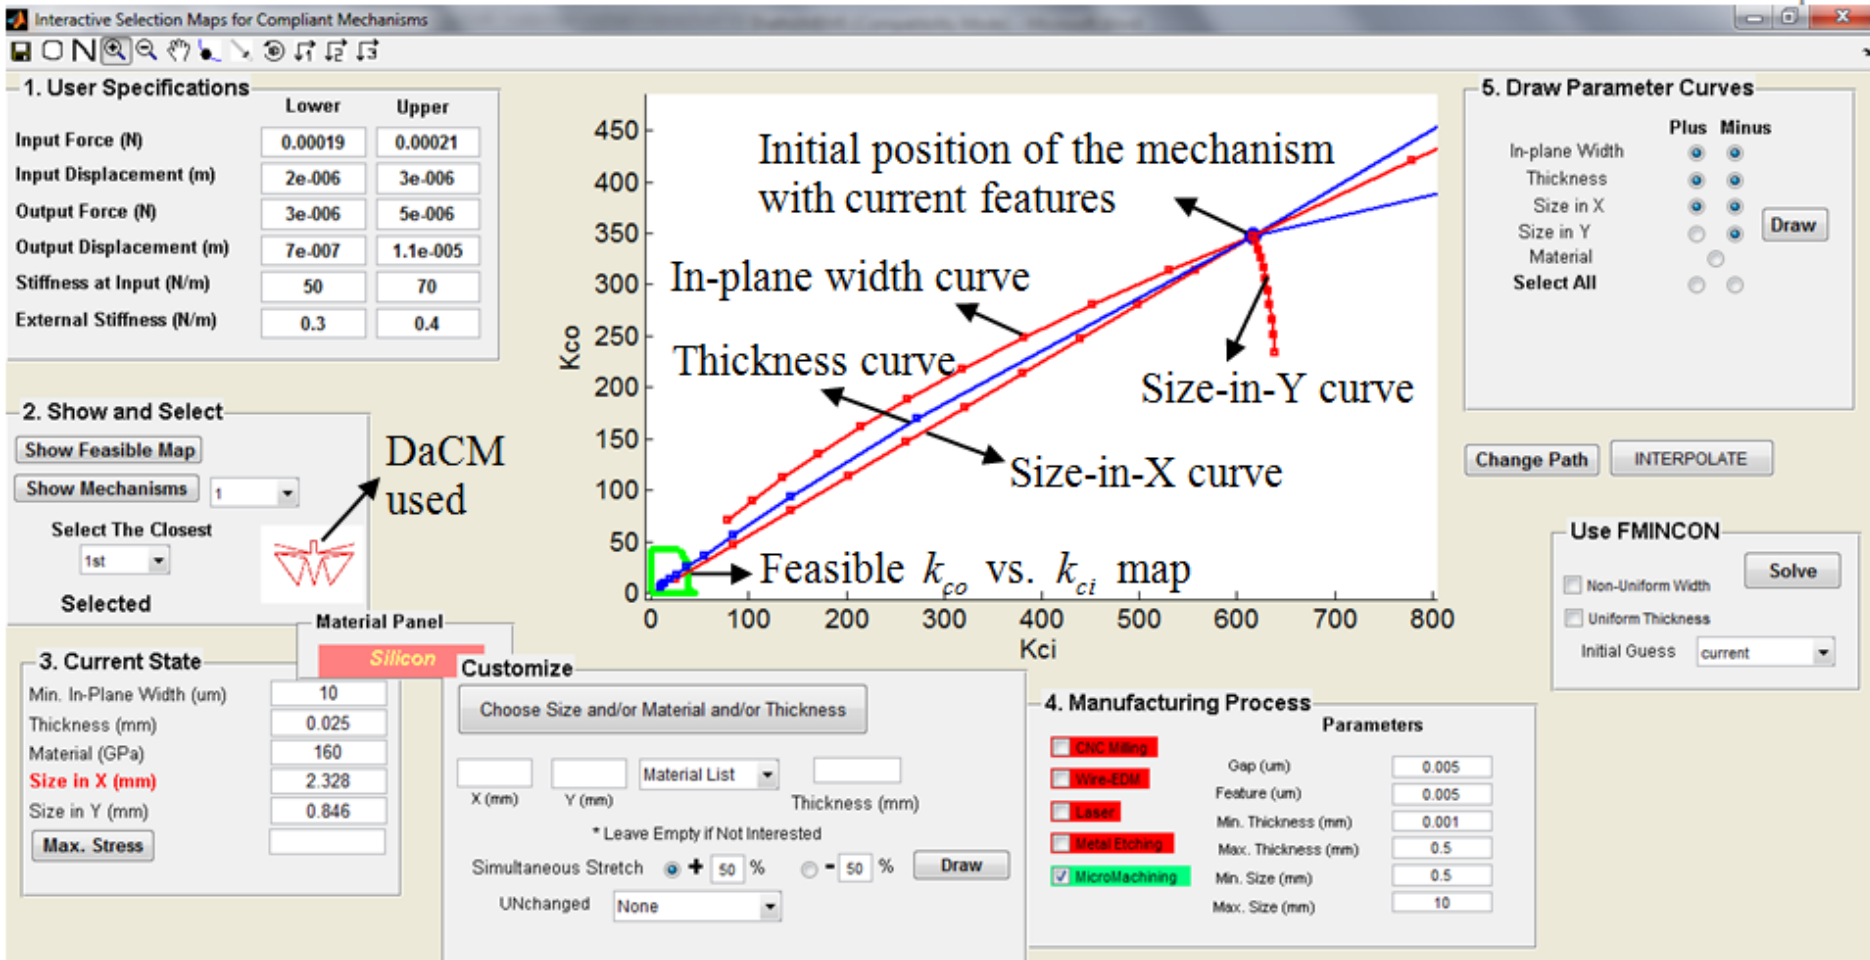 Interactive Selection Maps for Compliant Mechanisms
1. User Specifications
Lower Upper
Input Force (N) 0.00019 0.00021
Input Displacement (m) 2e-006 3e-006
Output Force (N) 3e-006 5e-006
Output Displacement (m) 7e-007 1.1e-005
Stiffness at Input (N/m) 50 70
External Stiffness (N/m) 0.3 0.4
2. Show and Select
Show Feasible Map
Show Mechanisms 1
Select The Closest
1st
Selected
DaCM
used
Material Panel
Silicon
3. Current State
Min. In-Plane Width (um) 10
Thickness (mm) 0.025
Material (GPa) 160
Size in X (mm) 2.328
Size in Y (mm) 0.846
Max. Stress
Kco
450
400
350
300
250
200
150
100
50
0
0 100 200 300 400 500 600 700 800
Kci
Initial position of the mechanism
with current features
In-plane width curve
Thickness curve
Size-in-Y curve
Size-in-X curve
Feasible kco vs. kci map
Customize
Choose Size and/or Material and/or Thickness
Material List
X (mm) Y (mm) Thickness (mm)
* Leave Empty if Not Interested
Simultaneous Stretch + 50 % - 50 % Draw
UNchanged None
4. Manufacturing Process
Parameters
CNC Milling
Wire-EDM
Laser
Metal Etching
MicroMachining
Gap (um) 0.005
Feature (um) 0.005
Min. Thickness (mm) 0.001
Max. Thickness (mm) 0.5
Min. Size (mm) 0.5
Max. Size (mm) 10
5. Draw Parameter Curves
Plus Minus
In-plane Width
Thickness
Size in X
Size in Y
Draw
Material
Select All
Change Path INTERPOLATE
Use FMINCON
Non-Uniform Width
Solve
Uniform Thickness
Initial Guess current